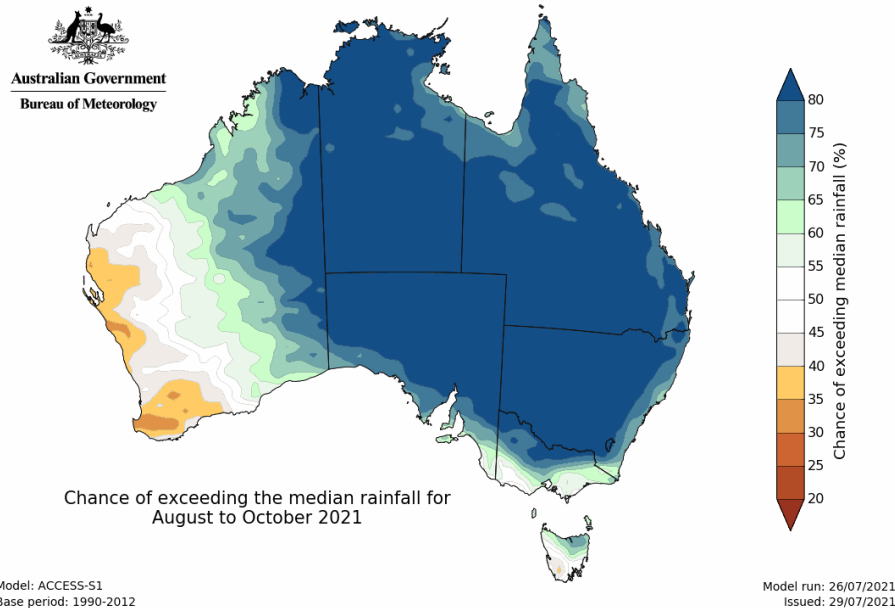 Australian Government
Bureau of Meteorology
80
75
70
65
60
55
50
45
40
35
30
25
20
Chance of exceeding median rainfall (%)
Chance of exceeding the median rainfall for
August to October 2021
Model: ACCESS-S1
Base period: 1990-2012
Model run: 26/07/2021
Issued: 29/07/2021